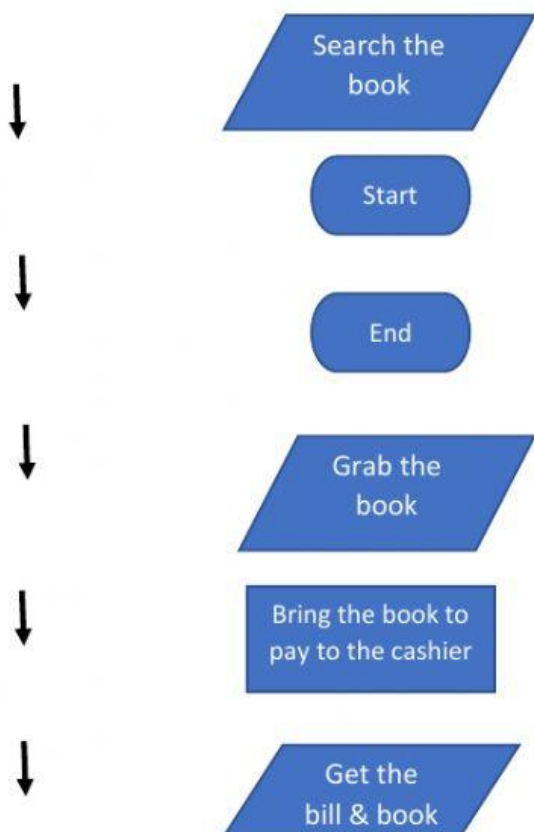 Search the
book
Start
End
Grab the
book
Bring the book to
pay to the cashier
Get the
bill & book